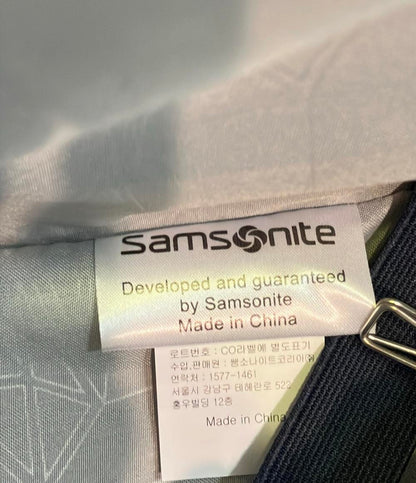 Samsonite
Developed and guaranteed
by Samsonite
Made in China
로트번호 : CO라벨에 별도표기
수입,판매원 : 쌤소나이트코리아(주)
연락처 : 1577-1461
서울시 강남구 테헤란로 522
홍우빌딩 12층
Made in China